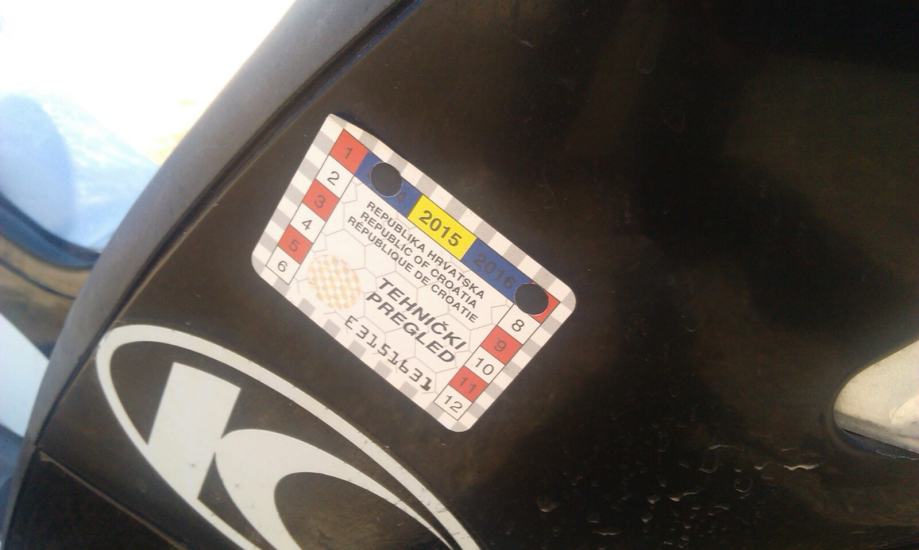 1
2
3
4
5
6
2015
2016
REPUBLIKA HRVATSKA
REPUBLIC OF CROATIA
RÉPUBLIQUE DE CROATIE
TEHNIČKI
PREGLED
E3151631
8
9
10
11
12
K